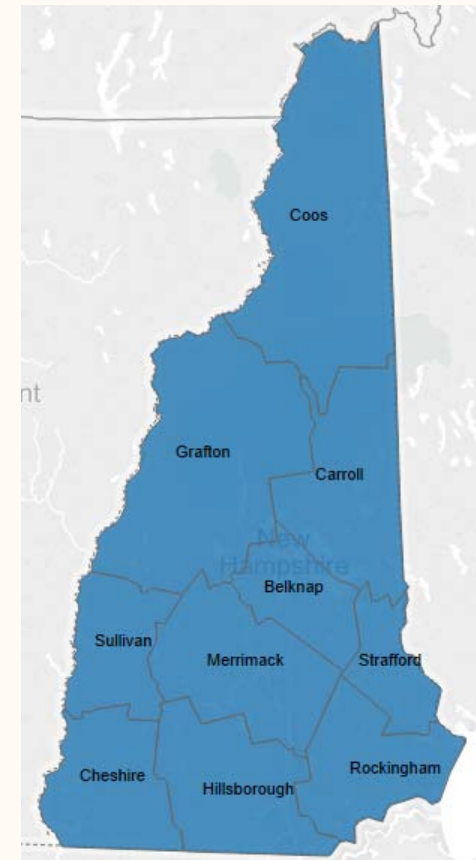 Coos
nt
Grafton
Carroll
New
Hampshire
Belknap
Sullivan
Merrimack
Strafford
Cheshire
Hillsborough
Rockingham